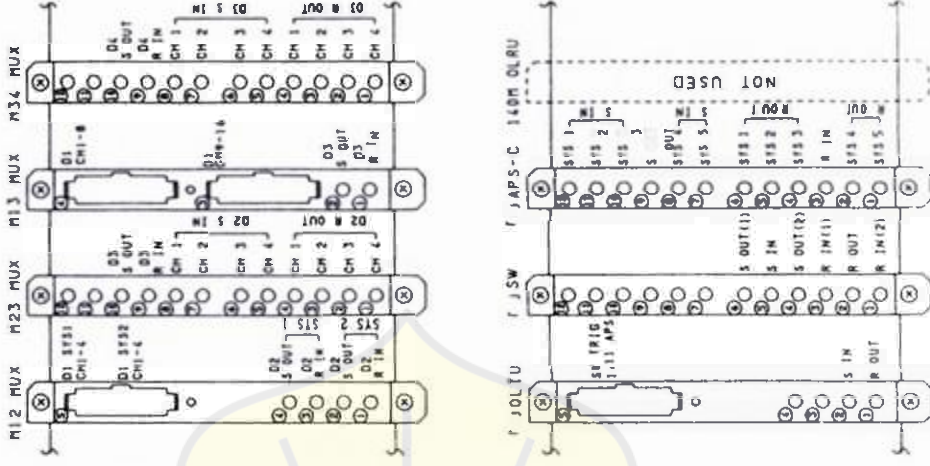 M34 MUX
D4
S OUT
D4
R IN
CH 1
CH 2
CH 3
CH 4
D3 S IN
CH 1
CH 2
CH 3
CH 4
D3 R OUT
M13 MUX
D1
CH1-8
D1
CH9-16
D3
S OUT
D3
R IN
M23 MUX
D3
S OUT
D3
R IN
CH 1
CH 2
CH 3
CH 4
D2 S IN
CH 1
CH 2
CH 3
CH 4
D2 R OUT
M12 MUX
D1 SYS1
CH1-4
D1 SYS2
CH1-4
D2
S OUT
D2
R IN
SYS 1
D2
S OUT
D2
R IN
SYS 2
140M OLRU
NOT USED
r JAPS-C
SYS 1
SYS 2
SYS 3
S OUT
SYS 4
SYS 5
SYS 1
SYS 2
SYS 3
R OUT
R IN
SYS 4
SYS 5
OUT
r JSW
S OUT(1)
S IN
S OUT(2)
R IN(1)
R OUT
R IN(2)
r JOLTU
SV TRIG
1,11 APS
S IN
R OUT